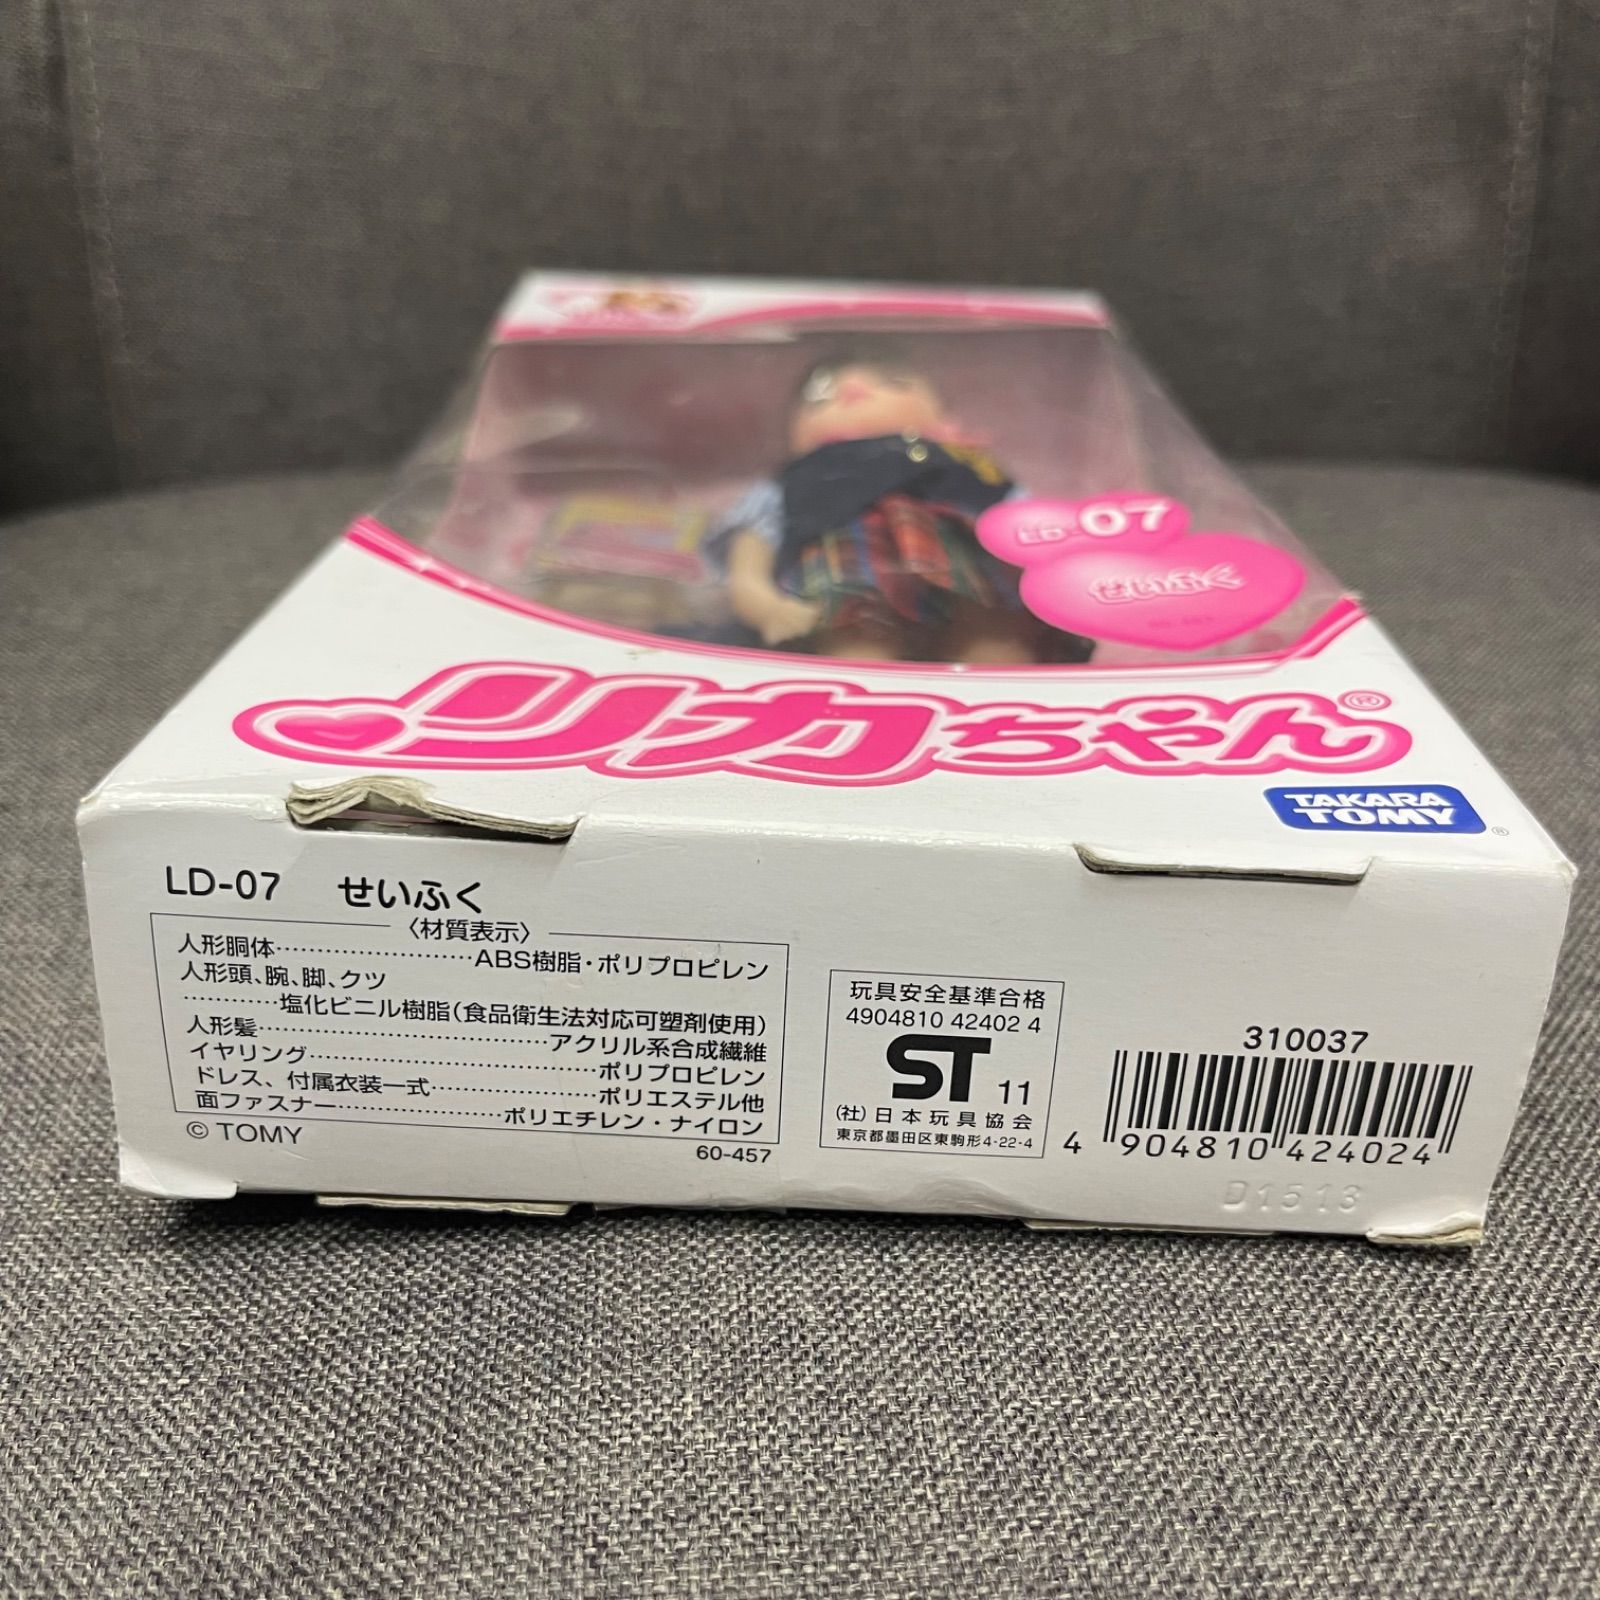 LD-07
せいふく
リカちゃん®
TAKARA
TOMY®
LD-07 せいふく
〈材質表示〉
人形胴体……………………ABS樹脂・ポリプロピレン
人形頭、腕、脚、クツ
…………塩化ビニル樹脂(食品衛生法対応可塑剤使用)
人形髪……………………………アクリル系合成繊維
イヤリング……………………………ポリプロピレン
ドレス、付属衣装一式………………ポリエステル他
面ファスナー………………ポリエチレン・ナイロン
© TOMY
60-457
玩具安全基準合格
4904810 42402 4
ST 11
(社)日本玩具協会
東京都墨田区東駒形4-22-4
310037
4 904810 424024
D1513